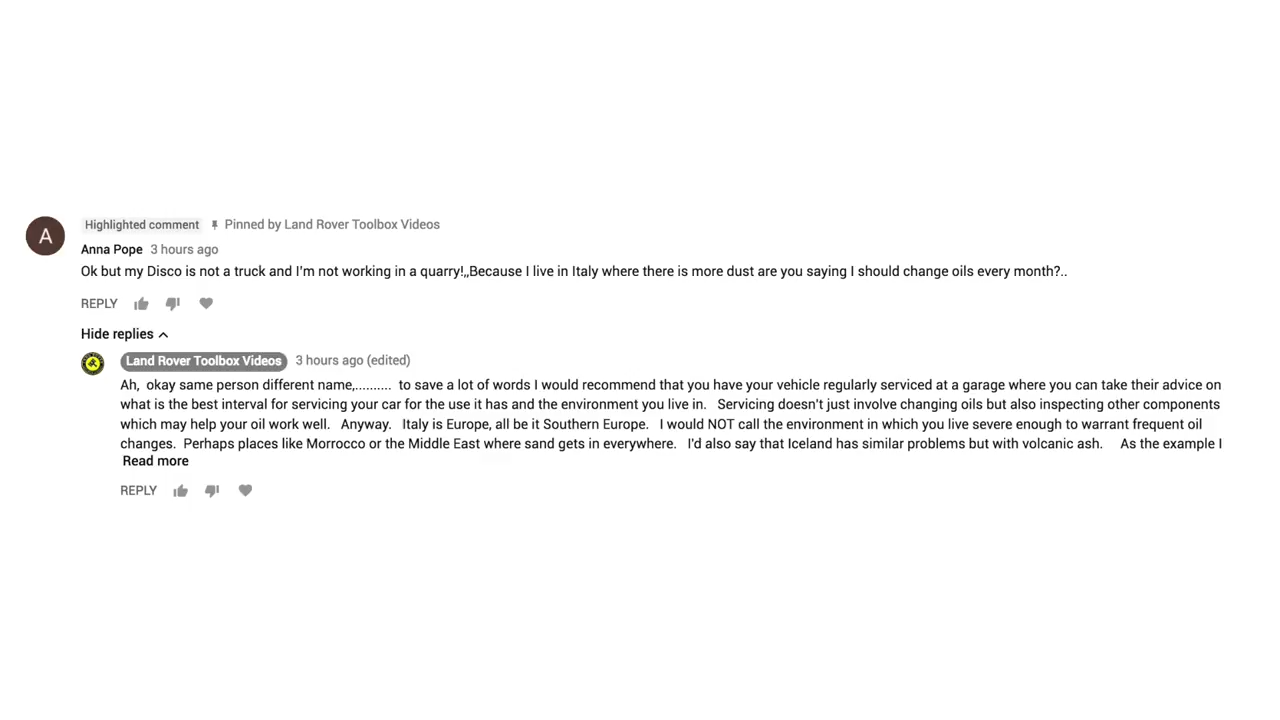 Highlighted comment Pinned by Land Rover Toolbox Videos
A
Anna Pope 3 hours ago
Ok but my Disco is not a truck and I'm not working in a quarry!,,Because I live in Italy where there is more dust are you saying I should change oils every month?..
REPLY
Hide replies
Land Rover Toolbox Videos 3 hours ago (edited)
Ah, okay same person different name,.......... to save a lot of words I would recommend that you have your vehicle regularly serviced at a garage where you can take their advice on
what is the best interval for servicing your car for the use it has and the environment you live in. Servicing doesn't just involve changing oils but also inspecting other components
which may help your oil work well. Anyway. Italy is Europe, all be it Southern Europe. I would NOT call the environment in which you live severe enough to warrant frequent oil
changes. Perhaps places like Morrocco or the Middle East where sand gets in everywhere. I'd also say that Iceland has similar problems but with volcanic ash. As the example I
Read more
REPLY